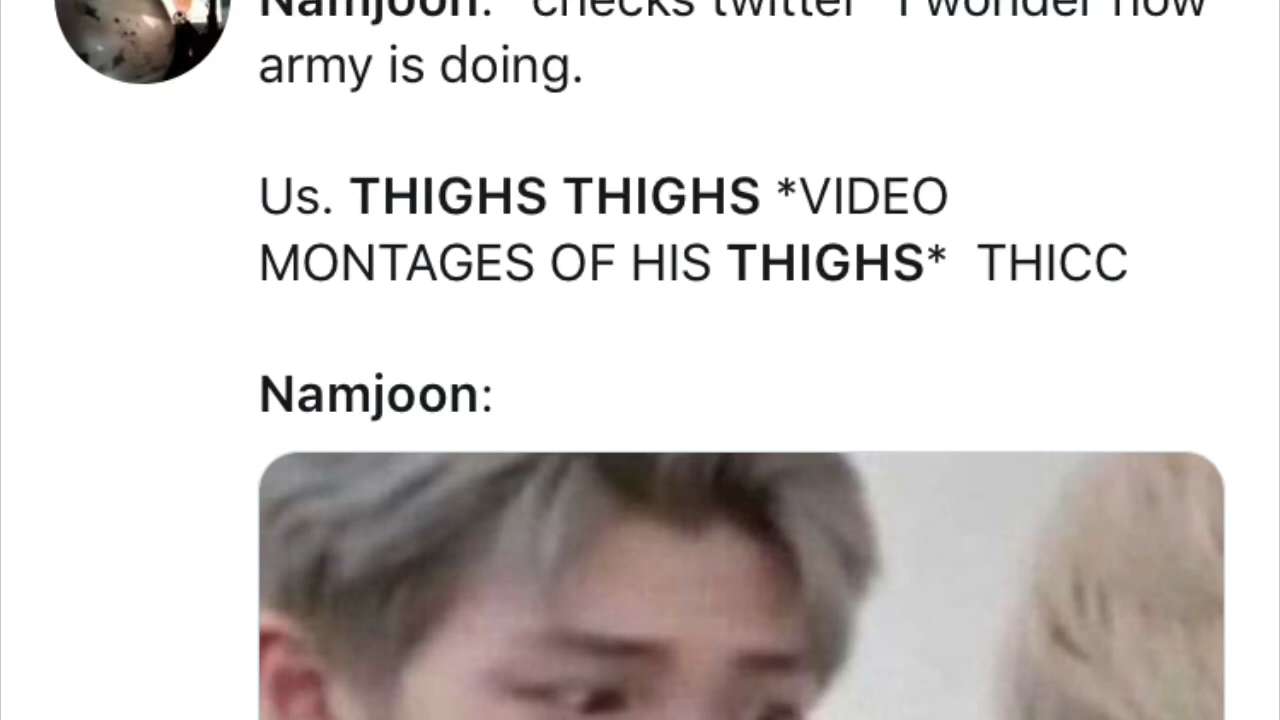 Namjoon: *checks twitter* I wonder how
army is doing.
Us. THIGHS THIGHS *VIDEO
MONTAGES OF HIS THIGHS* THICC
Namjoon: